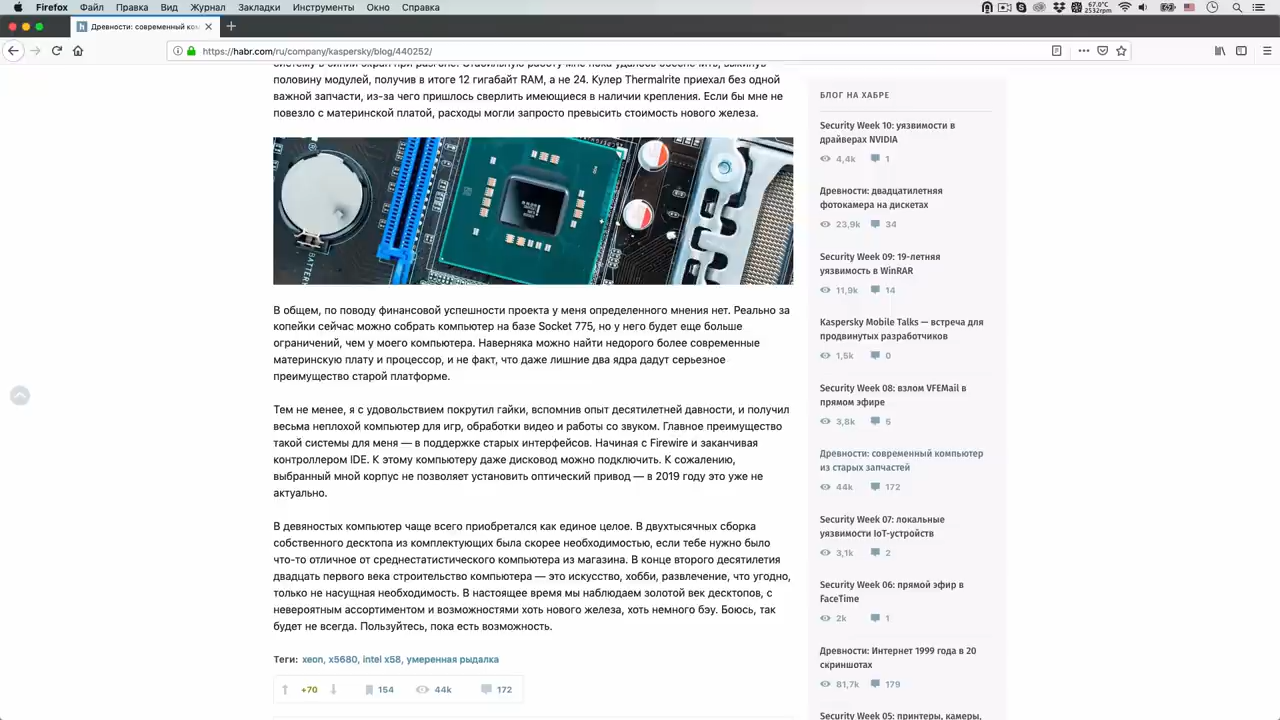 Firefox Файл Правка Вид Журнал Закладки Инструменты Окно Справка
67.0°C
2532rpm
Древности: современный ком
https://habr.com/ru/company/kaspersky/blog/440252/
половину модулей, получив в итоге 12 гигабайт RAM, а не 24. Кулер Thermalrite приехал без одной
важной запчасти, из-за чего пришлось сверлить имеющиеся в наличии крепления. Если бы мне не
повезло с материнской платой, расходы могли запросто превысить стоимость нового железа.
BATTERY
В общем, по поводу финансовой успешности проекта у меня определенного мнения нет. Реально за
копейки сейчас можно собрать компьютер на базе Socket 775, но у него будет еще больше
ограничений, чем у моего компьютера. Наверняка можно найти недорого более современные
материнскую плату и процессор, и не факт, что даже лишние два ядра дадут серьезное
преимущество старой платформе.
Тем не менее, я с удовольствием покрутил гайки, вспомнив опыт десятилетней давности, и получил
весьма неплохой компьютер для игр, обработки видео и работы со звуком. Главное преимущество
такой системы для меня — в поддержке старых интерфейсов. Начиная с Firewire и заканчивая
контроллером IDE. К этому компьютеру даже дисковод можно подключить. К сожалению,
выбранный мной корпус не позволяет установить оптический привод — в 2019 году это уже не
актуально.
В девяностых компьютер чаще всего приобретался как единое целое. В двухтысячных сборка
собственного десктопа из комплектующих была скорее необходимостью, если тебе нужно было
что-то отличное от среднестатистического компьютера из магазина. В конце второго десятилетия
двадцать первого века строительство компьютера — это искусство, хобби, развлечение, что угодно,
только не насущная необходимость. В настоящее время мы наблюдаем золотой век десктопов, с
невероятным ассортиментом и возможностями хоть нового железа, хоть немного бэу. Боюсь, так
будет не всегда. Пользуйтесь, пока есть возможность.
Теги: xeon, x5680, intel x58, умеренная рыдалка
+70 154 44k 172
БЛОГ НА ХАБРЕ
Security Week 10: уязвимости в
драйверах NVIDIA
4,4k 1
Древности: двадцатилетняя
фотокамера на дискетах
23,9k 34
Security Week 09: 19-летняя
уязвимость в WinRAR
11,9k 14
Kaspersky Mobile Talks — встреча для
продвинутых разработчиков
1,5k 0
Security Week 08: взлом VFEMail в
прямом эфире
3,8k 5
Древности: современный компьютер
из старых запчастей
44k 172
Security Week 07: локальные
уязвимости IoT-устройств
3,1k 2
Security Week 06: прямой эфир в
FaceTime
2k 1
Древности: Интернет 1999 года в 20
скриншотах
81,7k 179
Security Week 05: принтеры, камеры,